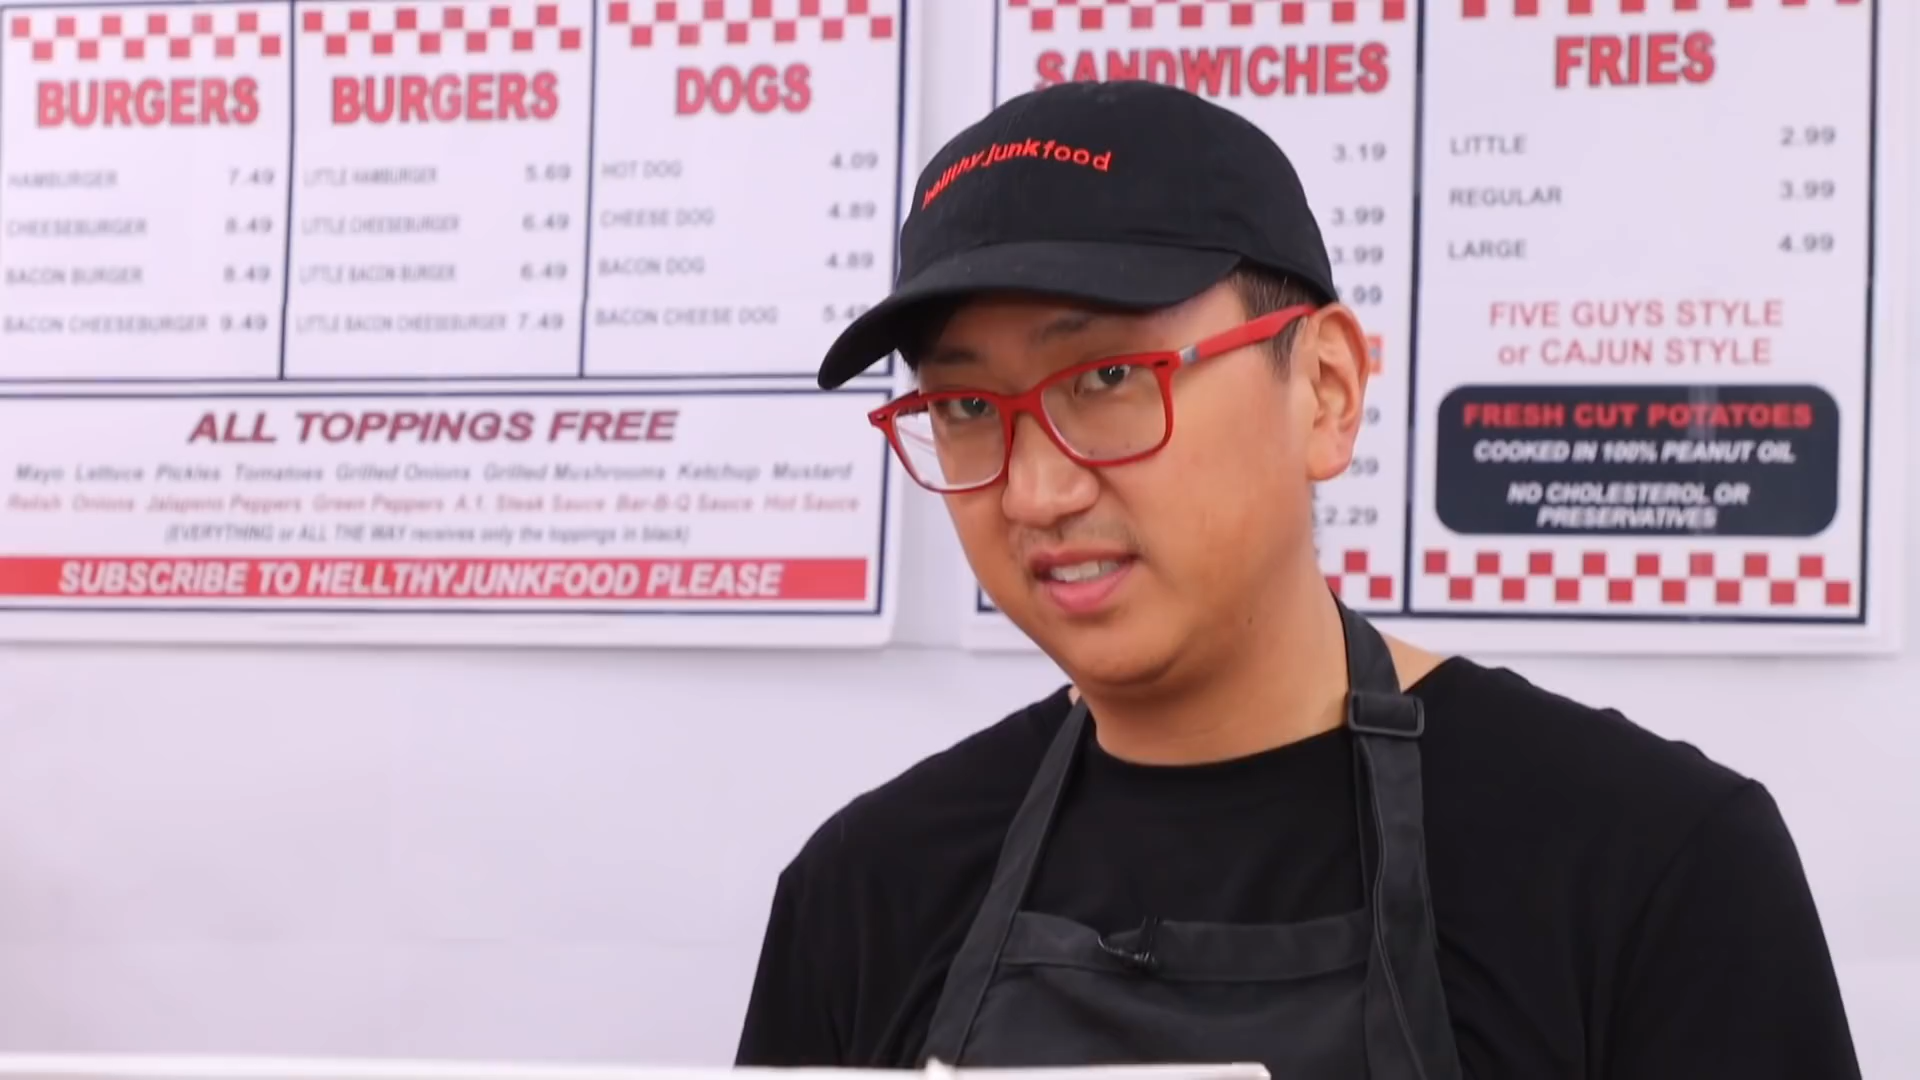 BURGERS
HAMBURGER 7.49
CHEESEBURGER 8.49
BACON BURGER 8.49
BACON CHEESEBURGER 9.49
BURGERS
LITTLE HAMBURGER 5.69
LITTLE CHEESEBURGER 6.49
LITTLE BACON BURGER 6.49
LITTLE BACON CHEESEBURGER 7.49
DOGS
HOT DOG 4.09
CHEESE DOG 4.89
BACON DOG 4.89
BACON CHEESE DOG
ALL TOPPINGS FREE
Mayo Lettuce Pickles Tomatoes Grilled Onions Grilled Mushrooms Ketchup Mustard
Relish Onions Jalapeno Peppers Green Peppers A.1. Steak Sauce Bar-B-Q Sauce Hot Sauce
(EVERYTHING or ALL THE WAY receives only the toppings in black)
SUBSCRIBE TO HELLTHYJUNKFOOD PLEASE
hellthy junkfood
SANDWICHES
3.19
3.99
3.99
2.29
FRIES
LITTLE 2.99
REGULAR 3.99
LARGE 4.99
FIVE GUYS STYLE
or CAJUN STYLE
FRESH CUT POTATOES
COOKED IN 100% PEANUT OIL
NO CHOLESTEROL OR
PRESERVATIVES